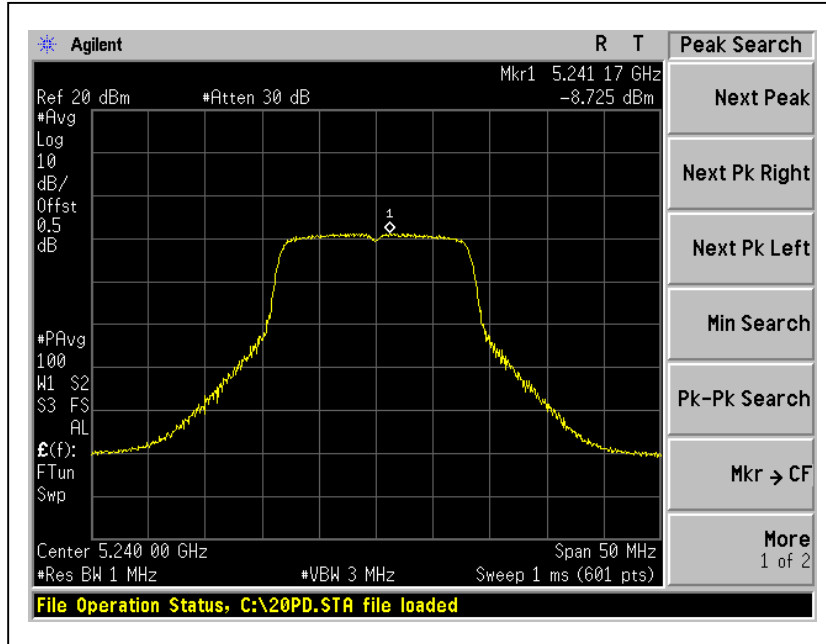 Agilent
R T
Peak Search
Mkr1 5.241 17 GHz
Ref 20 dBm #Atten 30 dB -8.725 dBm
#Avg
Log
10
dB/
Offst
0.5
dB
1
#PAvg
100
W1 S2
S3 FS
AL
£(f):
FTun
Swp
Center 5.240 00 GHz Span 50 MHz
#Res BW 1 MHz #VBW 3 MHz Sweep 1 ms (601 pts)
File Operation Status, C:\20PD.STA file loaded
Next Peak
Next Pk Right
Next Pk Left
Min Search
Pk-Pk Search
Mkr → CF
More
1 of 2